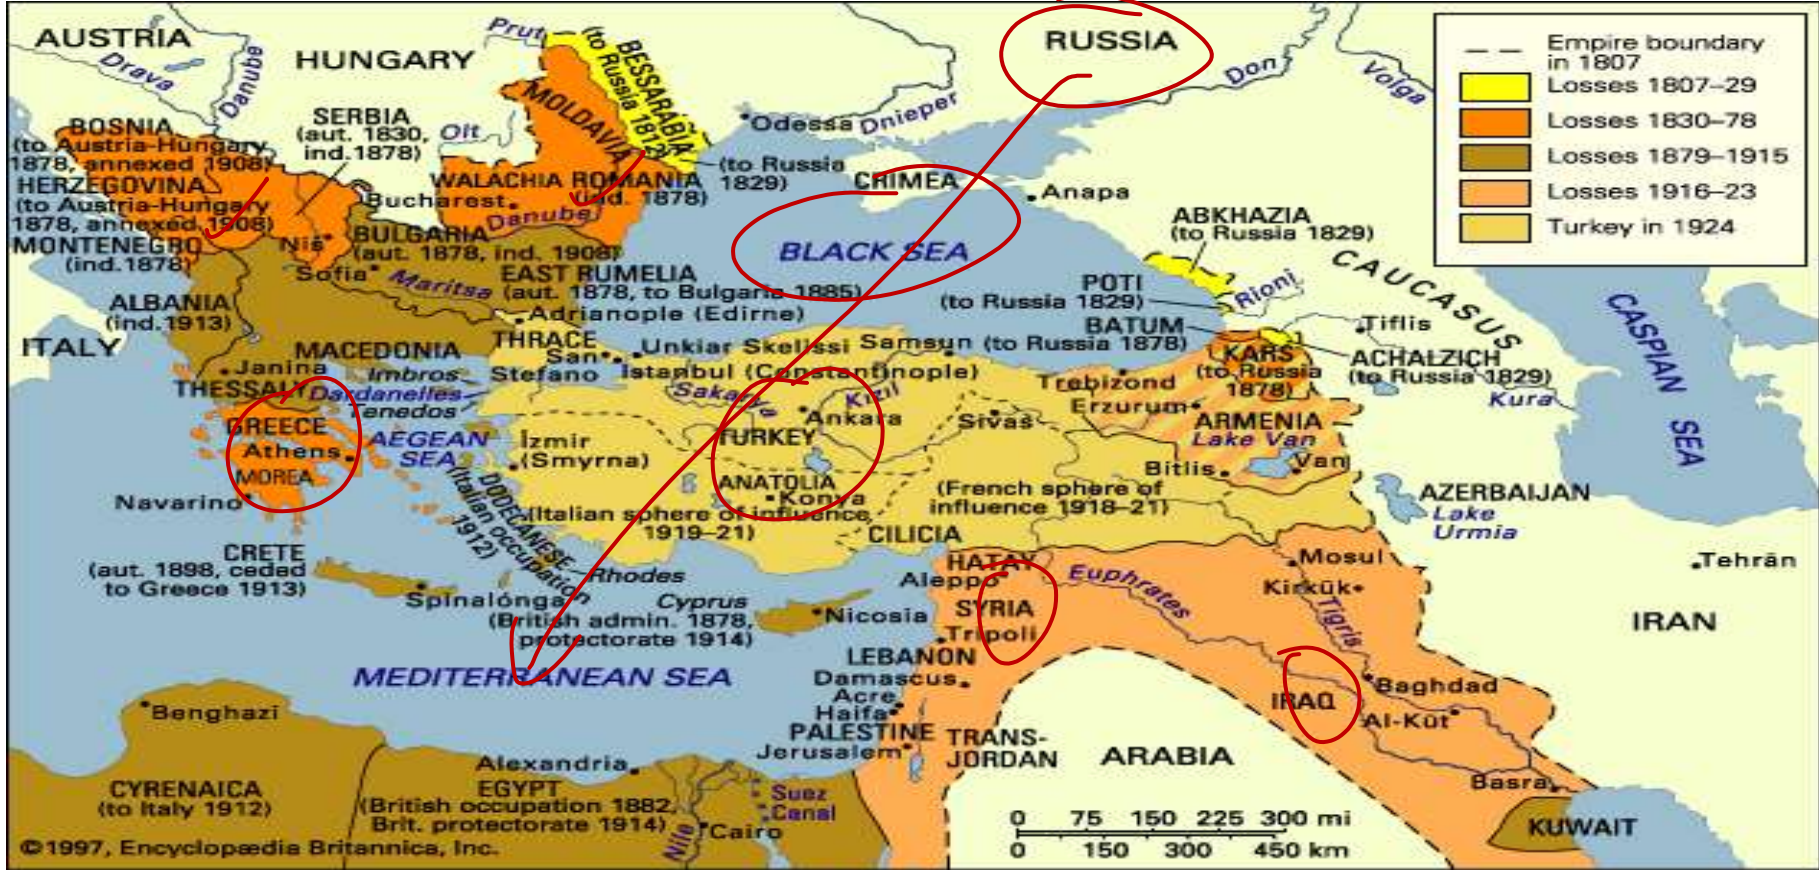 AUSTRIA
Drava
Danube
HUNGARY
Prut
BESSARABIA
(to Russia 1812)
MOLDAVIA
RUSSIA
Don
Volga
Empire boundary
in 1807
Losses 1807–29
Losses 1830–78
Losses 1879–1915
Losses 1916–23
Turkey in 1924
BOSNIA
(to Austria-Hungary
1878, annexed 1908)
HERZEGOVINA
(to Austria-Hungary
1878, annexed 1908)
MONTENEGRO
(ind.1878)
SERBIA
(aut. 1830,
ind.1878)
Olt
WALACHIA ROMANIA
(ind. 1878)
Bucharest
Danube
Odessa
Dnieper
(to Russia
1829)
CRIMEA
Anapa
BLACK SEA
ABKHAZIA
(to Russia 1829)
CAUCASUS
POTI
(to Russia 1829)
Rioni
BATUM
(to Russia 1878)
Tiflis
ACHALZICH
(to Russia 1829)
Kura
CASPIAN SEA
Niš
BULGARIA
(aut. 1878, ind. 1908)
Sofia
Maritsa
EAST RUMELIA
(aut. 1878, to Bulgaria 1885)
Adrianople (Edirne)
ALBANIA
(ind.1913)
ITALY
MACEDONIA
THRACE
San
Stefano
Unkiar Skelissi
Samsun
Istanbul (Constantinople)
Janina
Imbros
THESSALY
Dardanelles
Tenedos
Sakarya
Kizil
Ankara
Trebizond
KARS
(to Russia
1878)
Erzurum
ARMENIA
Lake Van
Sivas
Bitlis
Van
GREECE
Athens
MOREA
AEGEAN
SEA
İzmir
(Smyrna)
TURKEY
ANATOLIA
Konya
(Italian sphere of influence
1919–21)
(French sphere of
influence 1918–21)
CILICIA
Navarino
DODECANESE
(Italian occupation
1912)
Rhodes
AZERBAIJAN
Lake
Urmia
CRETE
(aut. 1898, ceded
to Greece 1913)
Spinalónga
Cyprus
(British admin. 1878,
protectorate 1914)
Nicosia
HATAY
Aleppo
SYRIA
Tripoli
Euphrates
Mosul
Kirkūk
Tigris
Tehrān
IRAN
MEDITERRANEAN SEA
LEBANON
Damascus
Acre
Haifa
PALESTINE
Jerusalem
TRANS-
JORDAN
IRAQ
Baghdad
Al-Kūt
ARABIA
Basra
KUWAIT
Benghazi
CYRENAICA
(to Italy 1912)
Alexandria
EGYPT
(British occupation 1882,
Brit. protectorate 1914)
Suez
Canal
Nile
Cairo
0 75 150 225 300 mi
0 150 300 450 km
©1997, Encyclopædia Britannica, Inc.